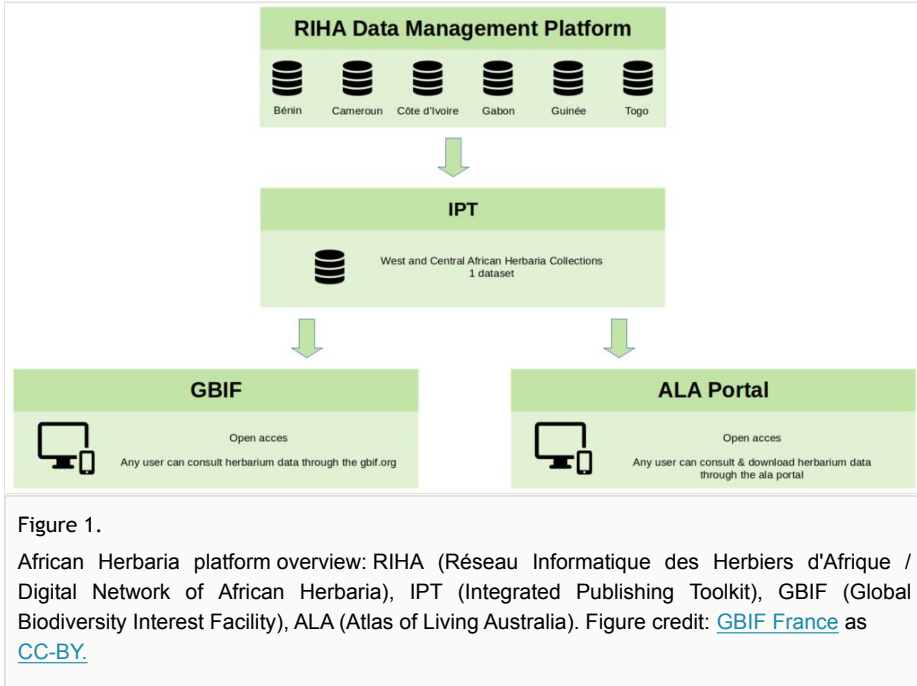 RIHA Data Management Platform
Bénin Cameroun Côte d'Ivoire Gabon Guinée Togo
IPT
West and Central African Herbaria Collections
1 dataset
GBIF
Open acces
Any user can consult herbarium data through the gbif.org
ALA Portal
Open acces
Any user can consult & download herbarium data
through the ala portal
Figure 1.
African Herbaria platform overview: RIHA (Réseau Informatique des Herbiers d'Afrique /
Digital Network of African Herbaria), IPT (Integrated Publishing Toolkit), GBIF (Global
Biodiversity Interest Facility), ALA (Atlas of Living Australia). Figure credit: GBIF France as
CC-BY.